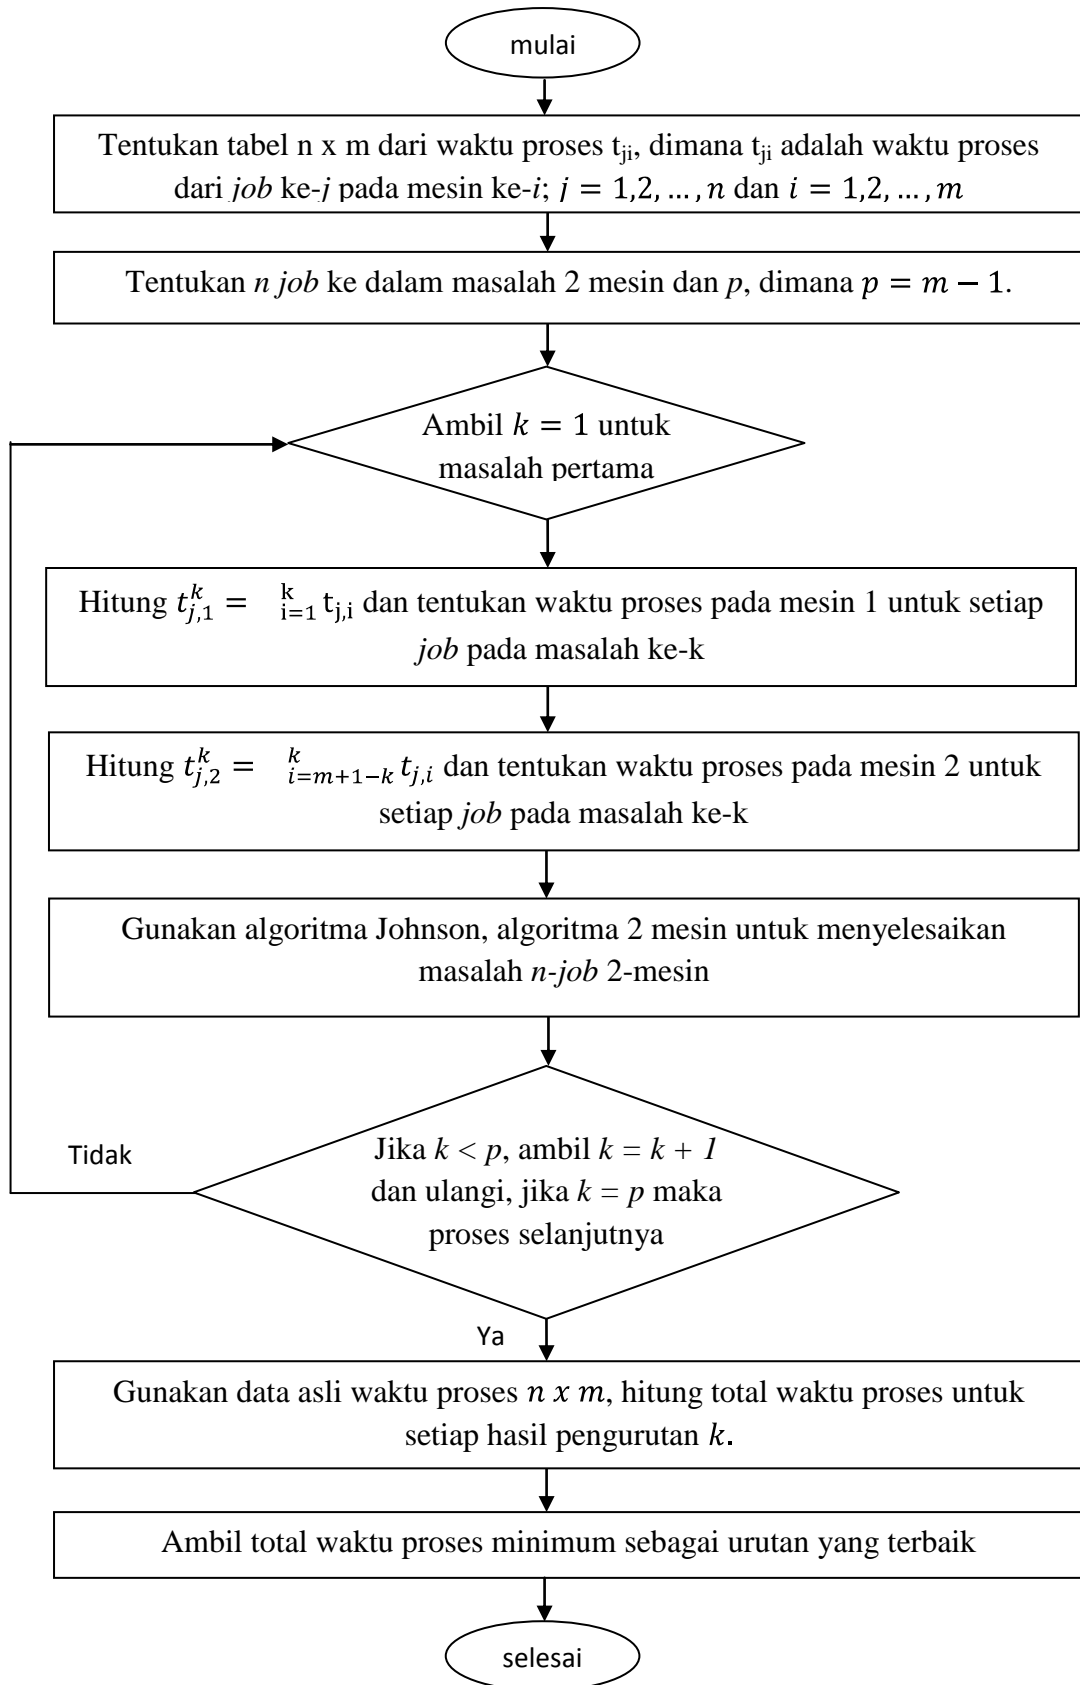 mulai
Tentukan tabel n x m dari waktu proses tji, dimana tji adalah waktu proses
dari job ke-j pada mesin ke-i; j = 1,2, … , n dan i = 1,2, … , m
Tentukan n job ke dalam masalah 2 mesin dan p, dimana p = m − 1.
Ambil k = 1 untuk
masalah pertama
Hitung t^k_{j,1} = ^k_{i=1} t_{j,i} dan tentukan waktu proses pada mesin 1 untuk setiap
job pada masalah ke-k
Hitung t^k_{j,2} = ^k_{i=m+1−k} t_{j,i} dan tentukan waktu proses pada mesin 2 untuk
setiap job pada masalah ke-k
Gunakan algoritma Johnson, algoritma 2 mesin untuk menyelesaikan
masalah n-job 2-mesin
Tidak
Jika k < p, ambil k = k + 1
dan ulangi, jika k = p maka
proses selanjutnya
Ya
Gunakan data asli waktu proses n x m, hitung total waktu proses untuk
setiap hasil pengurutan k.
Ambil total waktu proses minimum sebagai urutan yang terbaik
selesai